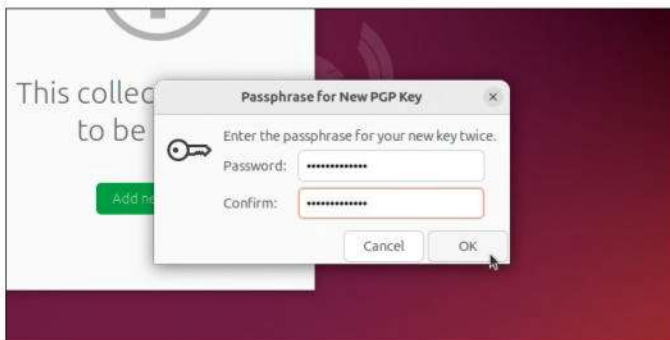 This collec
to be
Add ne
Passphrase for New PGP Key
Enter the passphrase for your new key twice.
Password: •••••••••••••
Confirm: •••••••••••••
Cancel OK